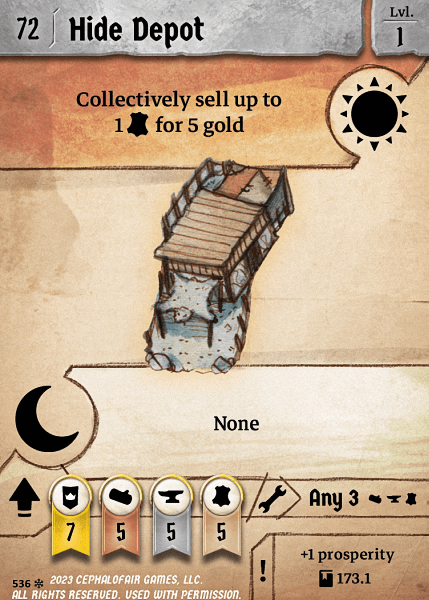 72 Hide Depot
Lvl.
1
Collectively sell up to
1 for 5 gold
None
7 5 5 5
Any 3
+1 prosperity
173.1
!
536 2023 CEPHALOFAIR GAMES, LLC.
ALL RIGHTS RESERVED. USED WITH PERMISSION.